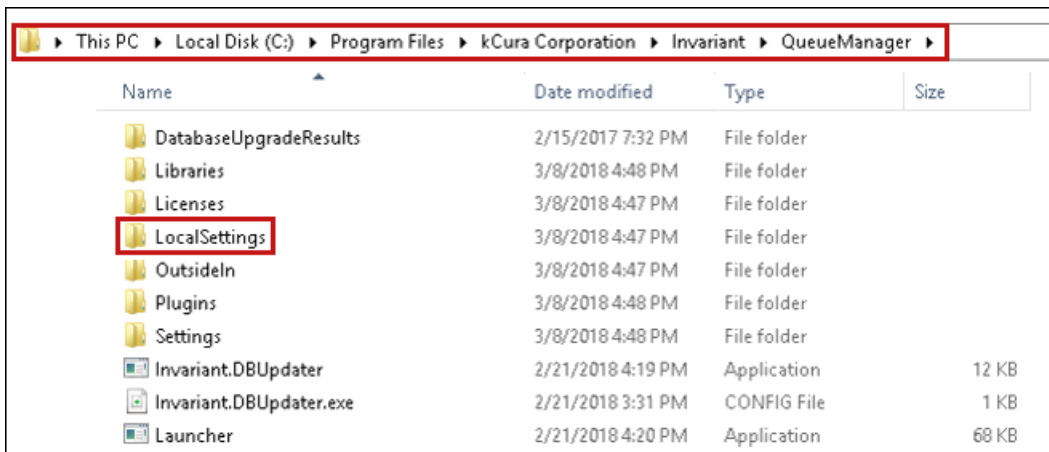 This PC ▸ Local Disk (C:) ▸ Program Files ▸ kCura Corporation ▸ Invariant ▸ QueueManager ▸
Name Date modified Type Size
DatabaseUpgradeResults 2/15/2017 7:32 PM File folder
Libraries 3/8/2018 4:48 PM File folder
Licenses 3/8/2018 4:47 PM File folder
LocalSettings 3/8/2018 4:47 PM File folder
OutsideIn 3/8/2018 4:47 PM File folder
Plugins 3/8/2018 4:48 PM File folder
Settings 3/8/2018 4:48 PM File folder
Invariant.DBUpdater 2/21/2018 4:19 PM Application 12 KB
Invariant.DBUpdater.exe 2/21/2018 3:31 PM CONFIG File 1 KB
Launcher 2/21/2018 4:20 PM Application 68 KB